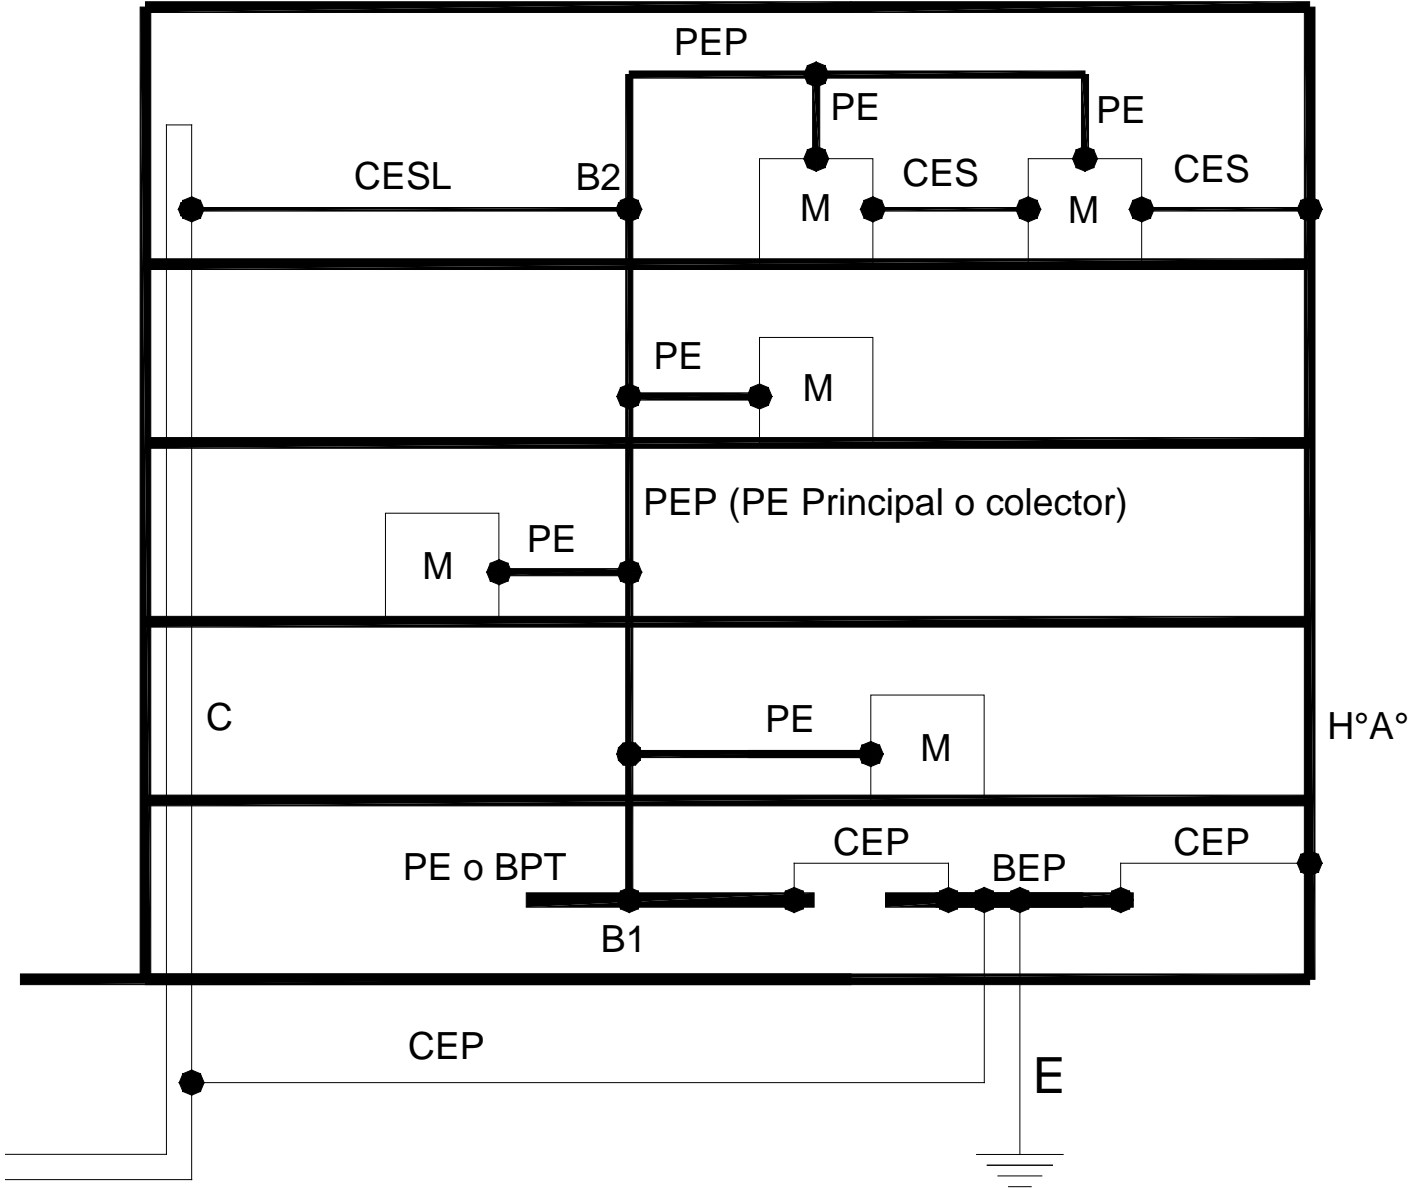 PEP
PE
PE
CESL
B2
CES
CES
M
M
PE
M
PEP (PE Principal o colector)
PE
M
C
PE
M
H°A°
CEP
CEP
PE o BPT
BEP
B1
CEP
E